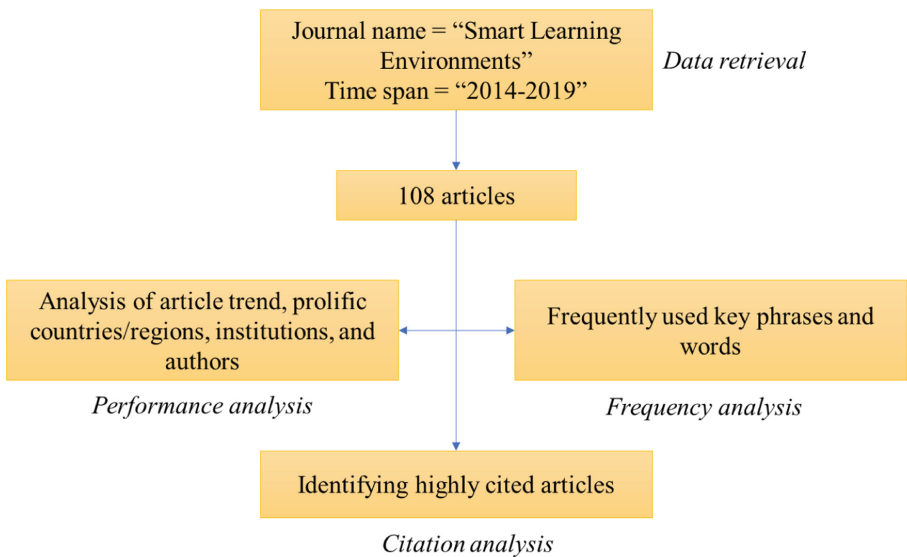 Journal name = “Smart Learning
Environments”
Time span = “2014-2019”
Data retrieval
108 articles
Analysis of article trend, prolific
countries/regions, institutions, and
authors
Performance analysis
Frequently used key phrases and
words
Frequency analysis
Identifying highly cited articles
Citation analysis